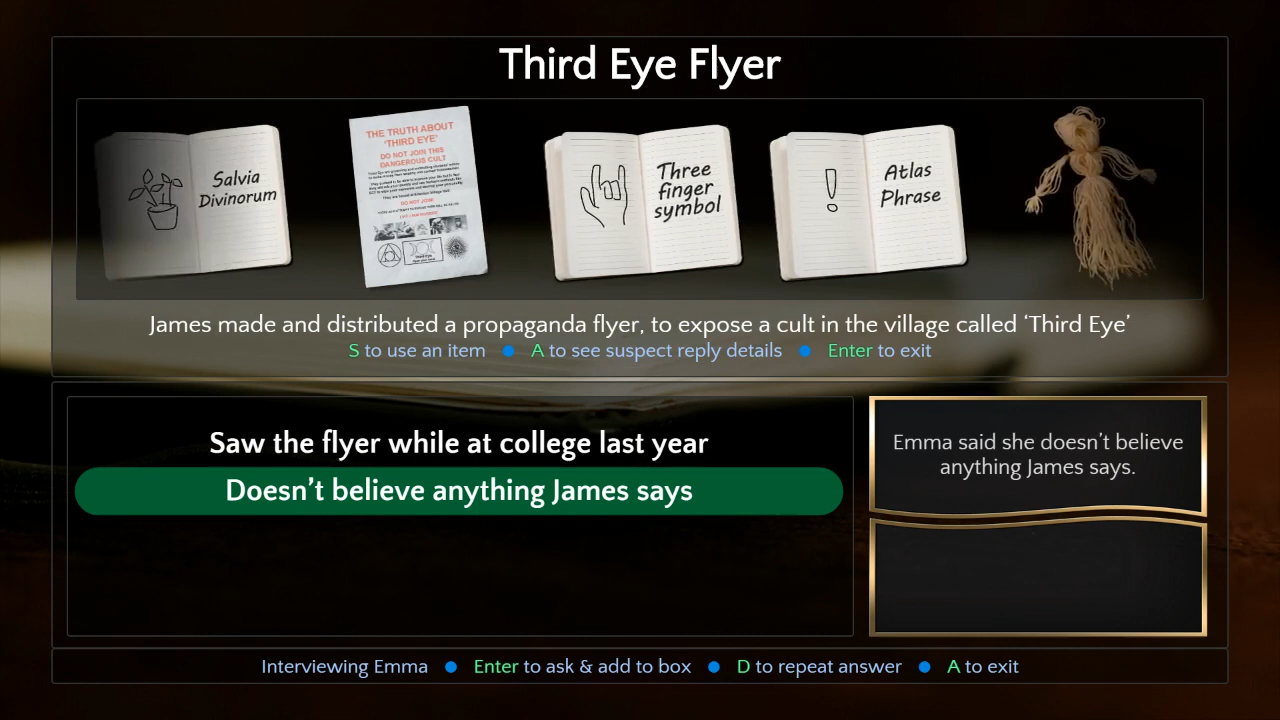 Third Eye Flyer
Salvia
Divinorum
THE TRUTH ABOUT
'THIRD EYE'
DO NOT JOIN THIS
DANGEROUS CULT
DO NOT JOIN!
Three
finger
symbol
Atlas
Phrase
James made and distributed a propaganda flyer, to expose a cult in the village called ‘Third Eye’
S to use an item ● A to see suspect reply details ● Enter to exit
Saw the flyer while at college last year
Doesn’t believe anything James says
Emma said she doesn’t believe
anything James says.
Interviewing Emma ● Enter to ask & add to box ● D to repeat answer ● A to exit